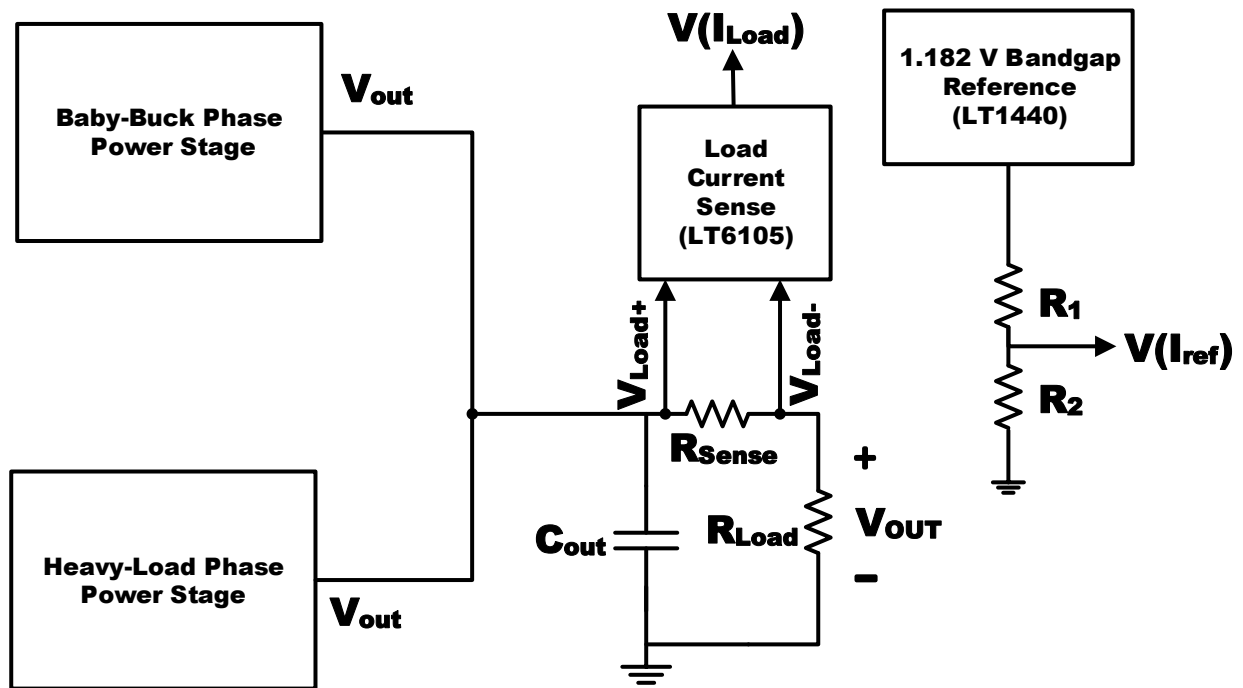 Baby-Buck Phase
Power Stage
Vout
V(ILoad)
Load
Current
Sense
(LT6105)
1.182 V Bandgap
Reference
(LT1440)
R1
V(Iref)
R2
VLoad+
VLoad-
RSense
Cout
RLoad
+
VOUT
-
Heavy-Load Phase
Power Stage
Vout